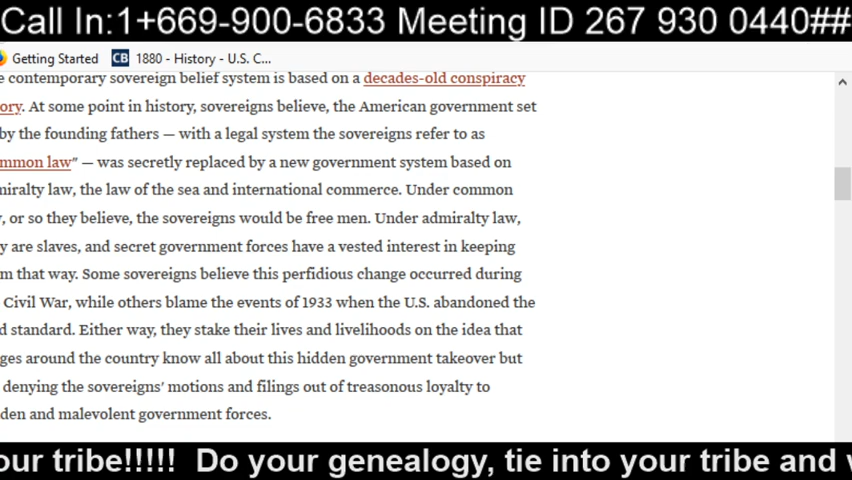 Call In:1+669-900-6833 Meeting ID 267 930 0440##
Getting Started CB 1880 - History - U.S. C...
contemporary sovereign belief system is based on a decades-old conspiracy
ory. At some point in history, sovereigns believe, the American government set
by the founding fathers — with a legal system the sovereigns refer to as
mmon law" — was secretly replaced by a new government system based on
miralty law, the law of the sea and international commerce. Under common
, or so they believe, the sovereigns would be free men. Under admiralty law,
y are slaves, and secret government forces have a vested interest in keeping
m that way. Some sovereigns believe this perfidious change occurred during
Civil War, while others blame the events of 1933 when the U.S. abandoned the
d standard. Either way, they stake their lives and livelihoods on the idea that
ges around the country know all about this hidden government takeover but
denying the sovereigns' motions and filings out of treasonous loyalty to
den and malevolent government forces.
our tribe!!!!! Do your genealogy, tie into your tribe and